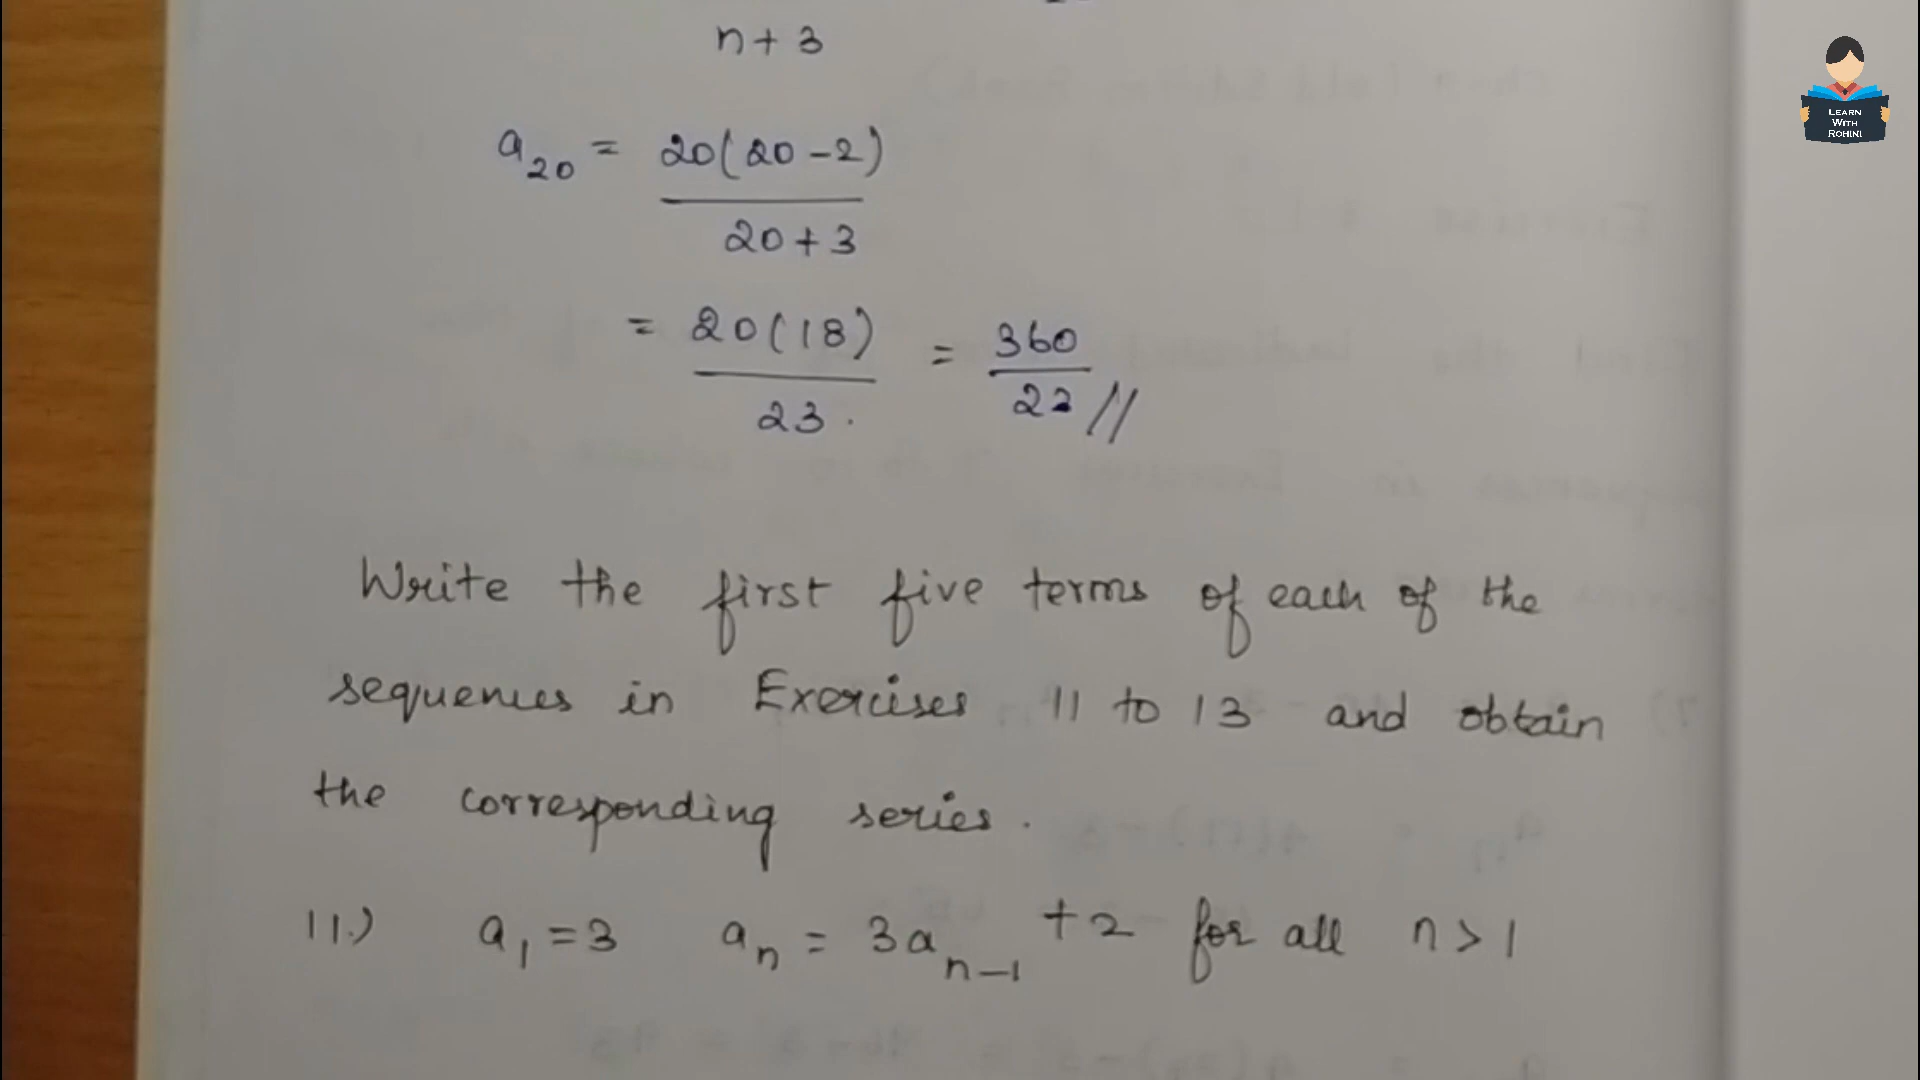 n + 3
a20 = 20(20-2)
20 + 3
= 20(18) = 360
23. 23 //
Write the first five terms of each of the
sequences in Exercises 11 to 13 and obtain
the corresponding series.
11.) a1 = 3 an = 3an-1 + 2 for all n > 1
LEARN
WITH
ROHINI